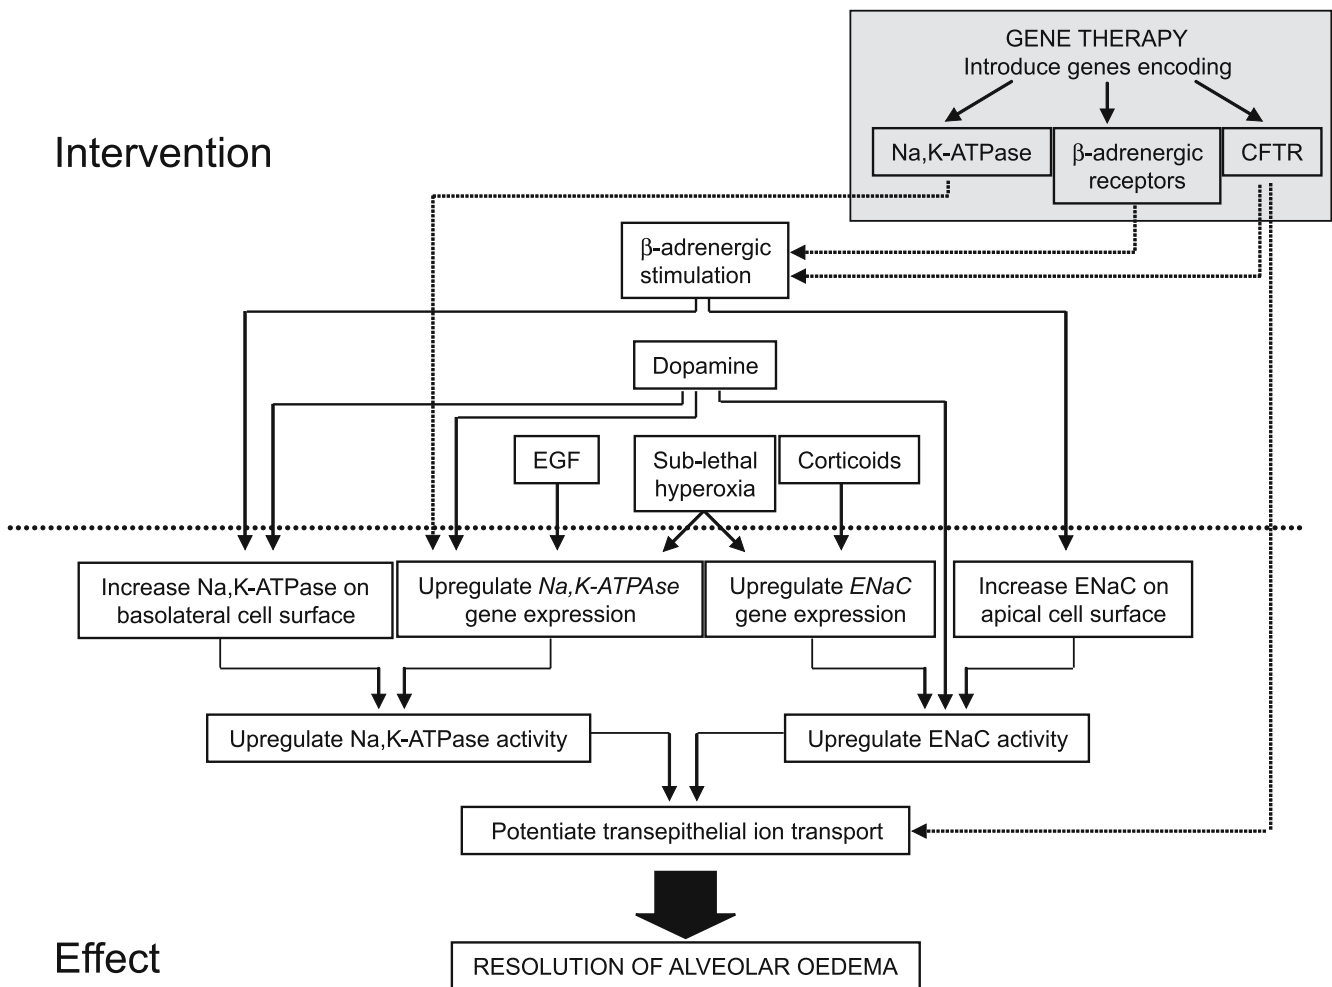 GENE THERAPY
Introduce genes encoding
Intervention
Na,K-ATPase
β-adrenergic
receptors
CFTR
β-adrenergic
stimulation
Dopamine
EGF
Sub-lethal
hyperoxia
Corticoids
Increase Na,K-ATPase on
basolateral cell surface
Upregulate Na,K-ATPAse
gene expression
Upregulate ENaC
gene expression
Increase ENaC on
apical cell surface
Upregulate Na,K-ATPase activity
Upregulate ENaC activity
Potentiate transepithelial ion transport
Effect
RESOLUTION OF ALVEOLAR OEDEMA